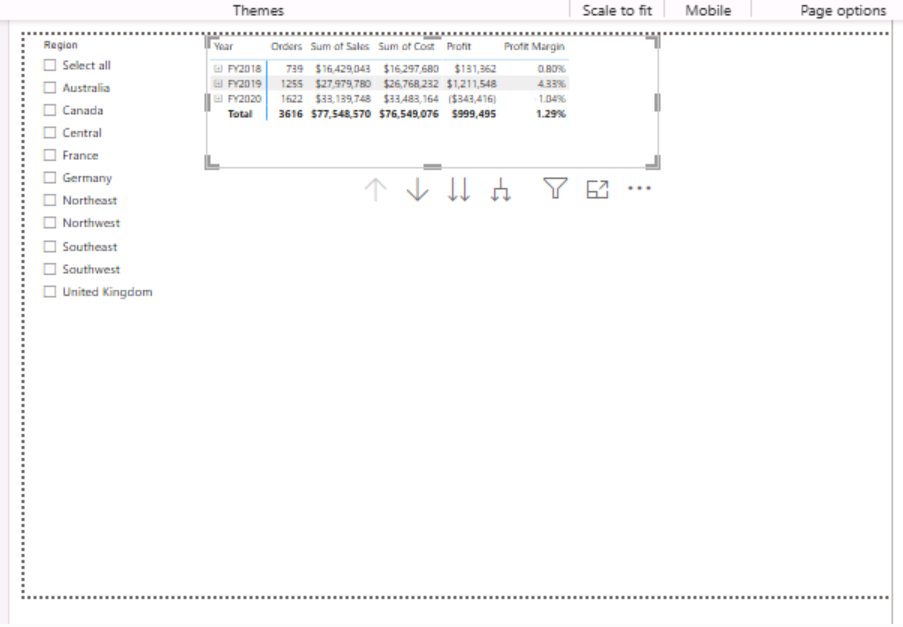 Themes Scale to fit Mobile Page options
Region
Select all
Australia
Canada
Central
France
Germany
Northeast
Northwest
Southeast
Southwest
United Kingdom
Year Orders Sum of Sales Sum of Cost Profit Profit Margin
FY2018 739 $16,429,043 $16,297,680 $131,362 0.80%
FY2019 1255 $27,979,780 $26,768,232 $1,211,548 4.33%
FY2020 1622 $33,139,748 $33,483,164 ($343,416) -1.04%
Total 3616 $77,548,570 $76,549,076 $999,495 1.29%